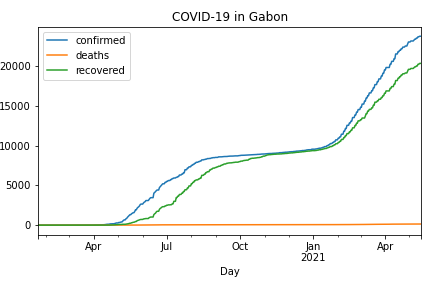 COVID-19 in Gabon
confirmed
deaths
recovered
20000
15000
10000
5000
0
Apr Jul Oct Jan Apr
2021
Day